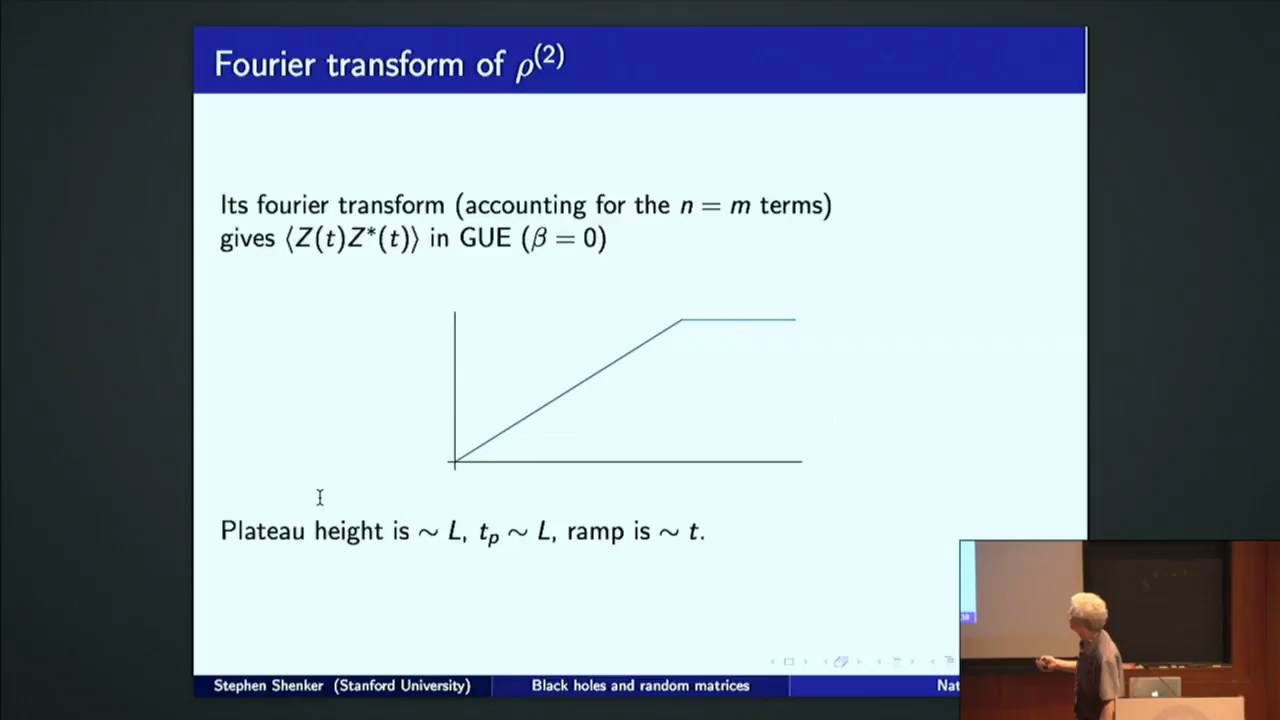 Fourier transform of ρ⁽²⁾
Its fourier transform (accounting for the n = m terms)
gives ⟨Z(t)Z*(t)⟩ in GUE (β = 0)
Plateau height is ∼ L, tₚ ∼ L, ramp is ∼ t.
Stephen Shenker (Stanford University) Black holes and random matrices